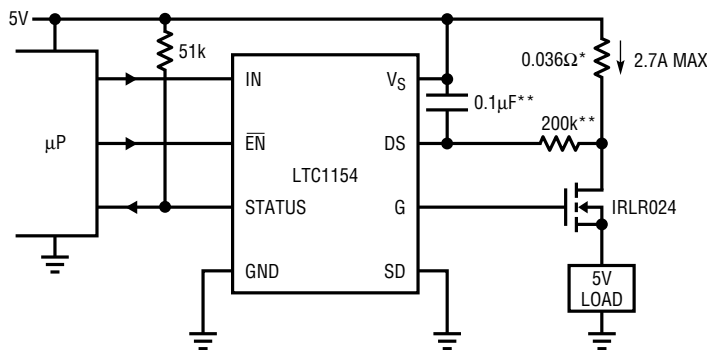 5V
51k
0.036Ω*
2.7A MAX
IN
VS
0.1µF**
200k**
µP
EN
DS
LTC1154
STATUS
G
IRLR024
GND
SD
5V
LOAD